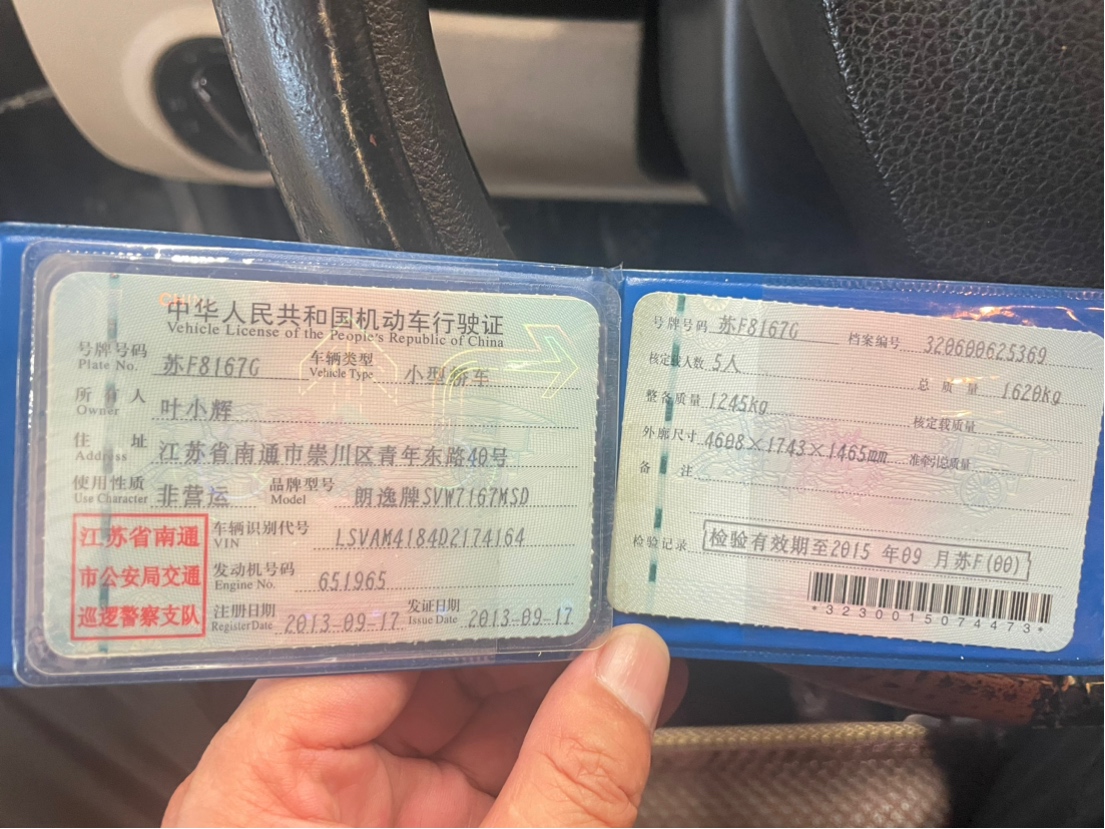 中华人民共和国机动车行驶证
Vehicle License of the People's Republic of China
号牌号码 Plate No. 苏F8167G 车辆类型 Vehicle Type 小型轿车
所有人 Owner 叶小辉
住址 Address 江苏省南通市崇川区青年东路40号
使用性质 Use Character 非营运 品牌型号 Model 朗逸牌SVW7167MSD
江苏省南通
市公安局交通
巡逻警察支队
车辆识别代号 VIN LSVAM4184D2174164
发动机号码 Engine No. 651965
注册日期 Register Date 2013-09-17 发证日期 Issue Date 2013-09-17
号牌号码 苏F8167G 档案编号 320600625369
核定载人数 5人 总质量 1620kg
整备质量 1245kg 核定载质量 --
外廓尺寸 4608×1743×1465mm 准牵引总质量 --
备注
检验记录 检验有效期至2015年09月苏F(00)
*3230015074473*